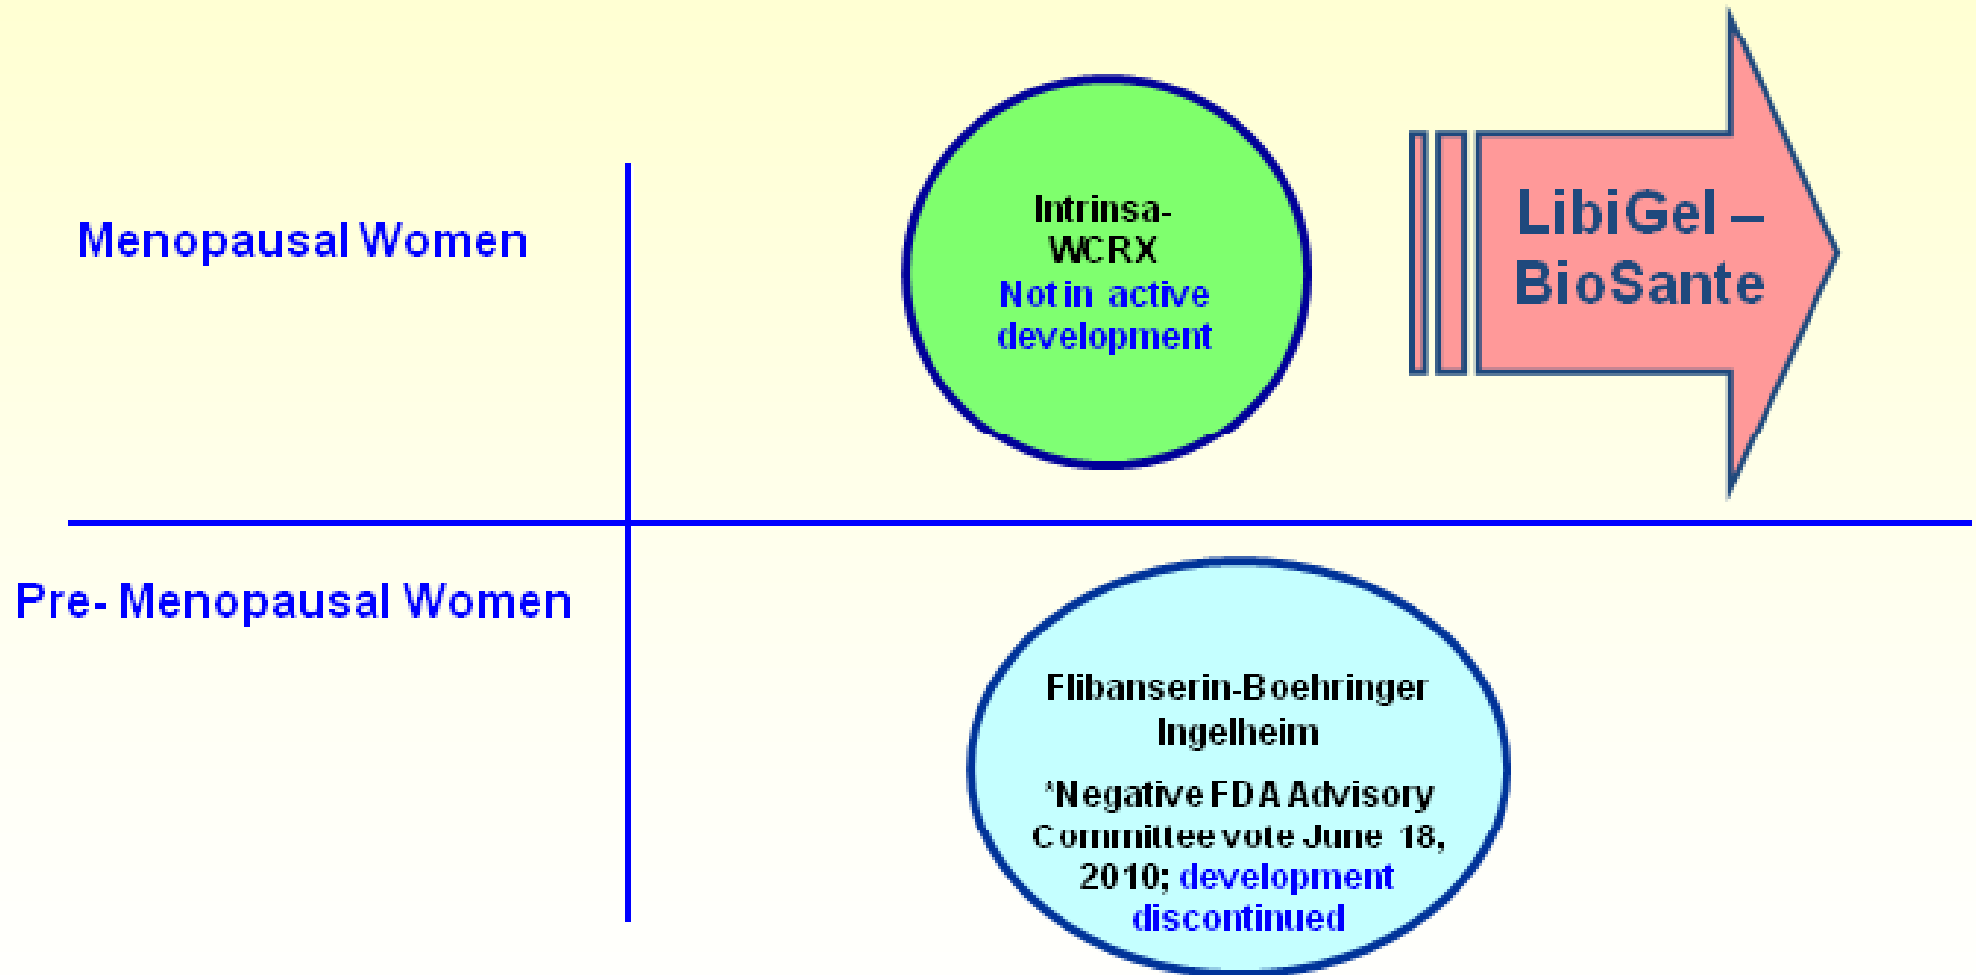 Menopausal Women
Intrinsa-
WCRX
Not in active
development
LibiGel –
BioSante
Pre- Menopausal Women
Flibanserin-Boehringer
Ingelheim
*Negative FDA Advisory
Committee vote June 18,
2010; development
discontinued